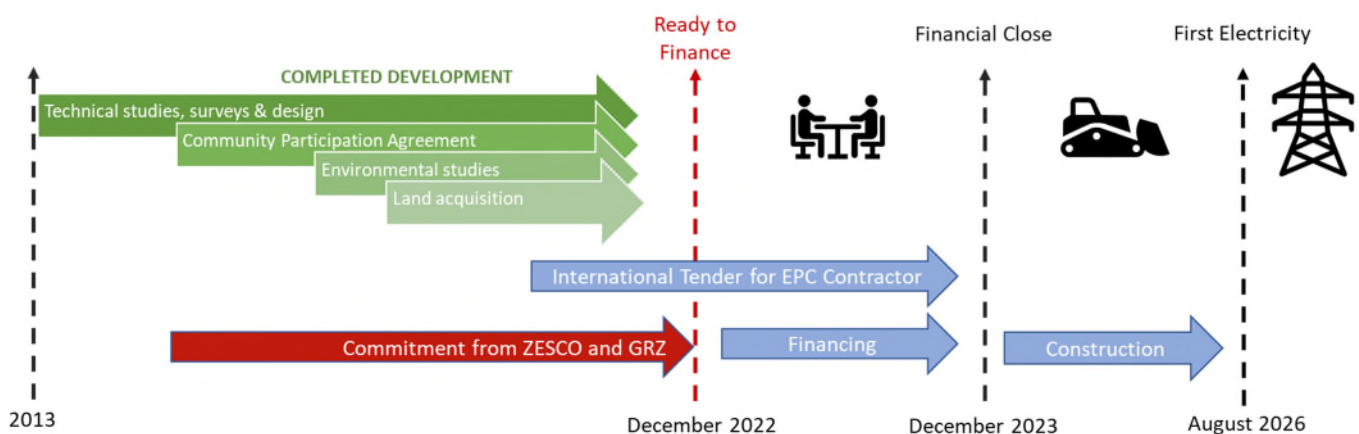 Ready to
Finance
Financial Close
First Electricity
COMPLETED DEVELOPMENT
Technical studies, surveys & design
Community Participation Agreement
Environmental studies
Land acquisition
International Tender for EPC Contractor
Commitment from ZESCO and GRZ
Financing
Construction
2013
December 2022
December 2023
August 2026